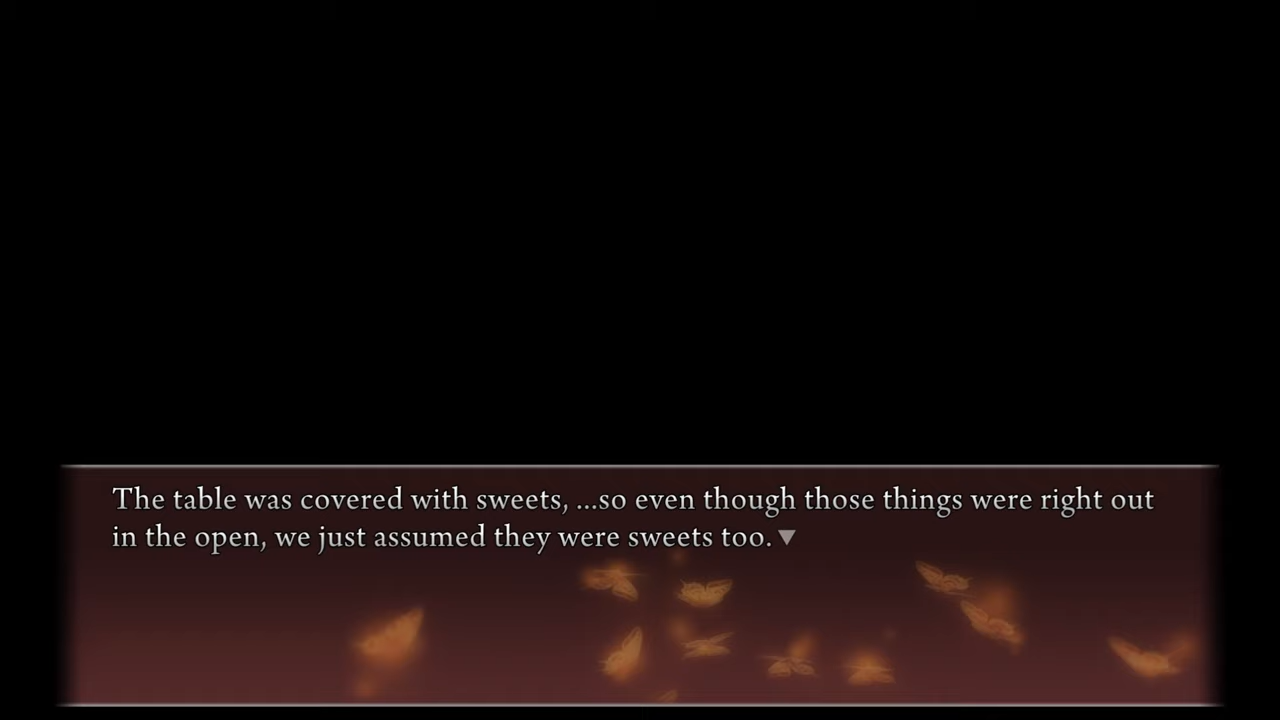 The table was covered with sweets, ...so even though those things were right out
in the open, we just assumed they were sweets too.